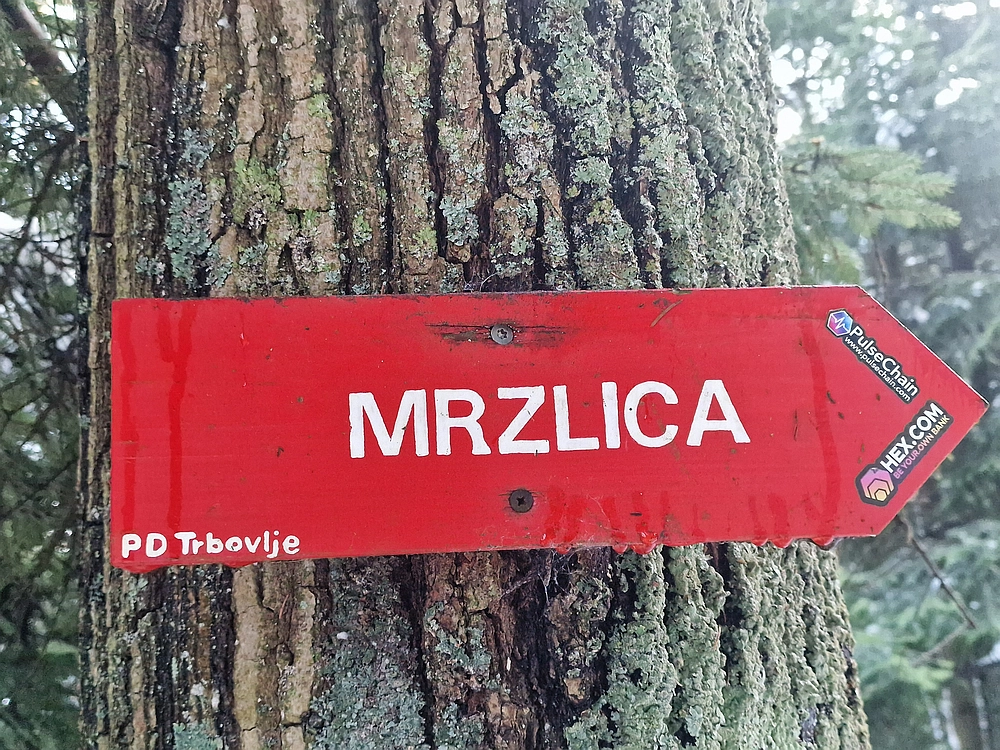 MRZLICA
PD Trbovlje
PulseChain
www.pulsechain.com
HEX.COM
BE YOUR OWN BANK